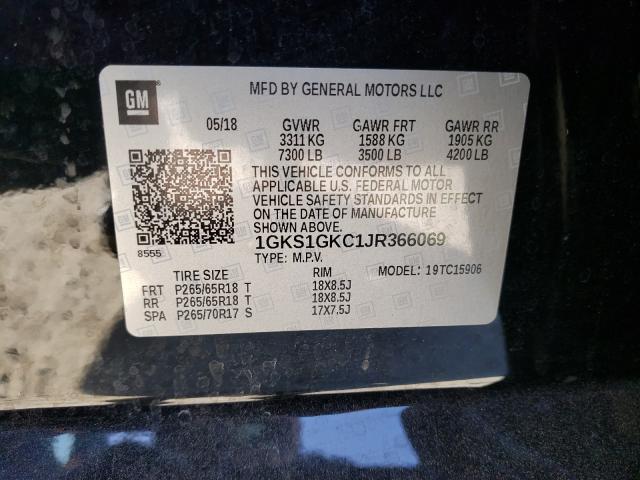 GM
MFD BY GENERAL MOTORS LLC
05/18 GVWR GAWR FRT GAWR RR
3311 KG 1588 KG 1905 KG
7300 LB 3500 LB 4200 LB
THIS VEHICLE CONFORMS TO ALL
APPLICABLE U.S. FEDERAL MOTOR
VEHICLE SAFETY STANDARDS IN EFFECT
ON THE DATE OF MANUFACTURE
SHOWN ABOVE.
8555 1GKS1GKC1JR366069
TYPE: M.P.V. MODEL: 19TC15906
TIRE SIZE RIM
FRT P265/65R18 T 18X8.5J
RR P265/65R18 T 18X8.5J
SPA P265/70R17 S 17X7.5J